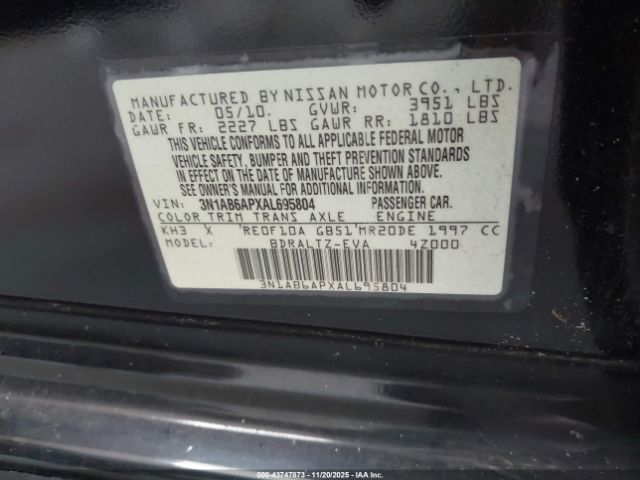 MANUFACTURED BY NISSAN MOTOR CO., LTD.
DATE: 05/10. GVWR: 3951 LBS
GAWR FR: 2227 LBS GAWR RR: 1810 LBS
THIS VEHICLE CONFORMS TO ALL APPLICABLE FEDERAL MOTOR
VEHICLE SAFETY, BUMPER AND THEFT PREVENTION STANDARDS
IN EFFECT ON THE DATE OF MANUFACTURE SHOWN ABOVE.
SEE OWNER'S MANUAL FOR ADDITIONAL INFORMATION.
VIN: 3N1AB6APXAL695804 PASSENGER CAR.
COLOR TRIM TRANS AXLE ENGINE
KH3 X RE0F10A GB51 MR20DE 1997 CC
MODEL: BDRALTZ-EVA 4Z000
3N1AB6APXAL695804
000-43747873 - 11/20/2025 - IAA, Inc.